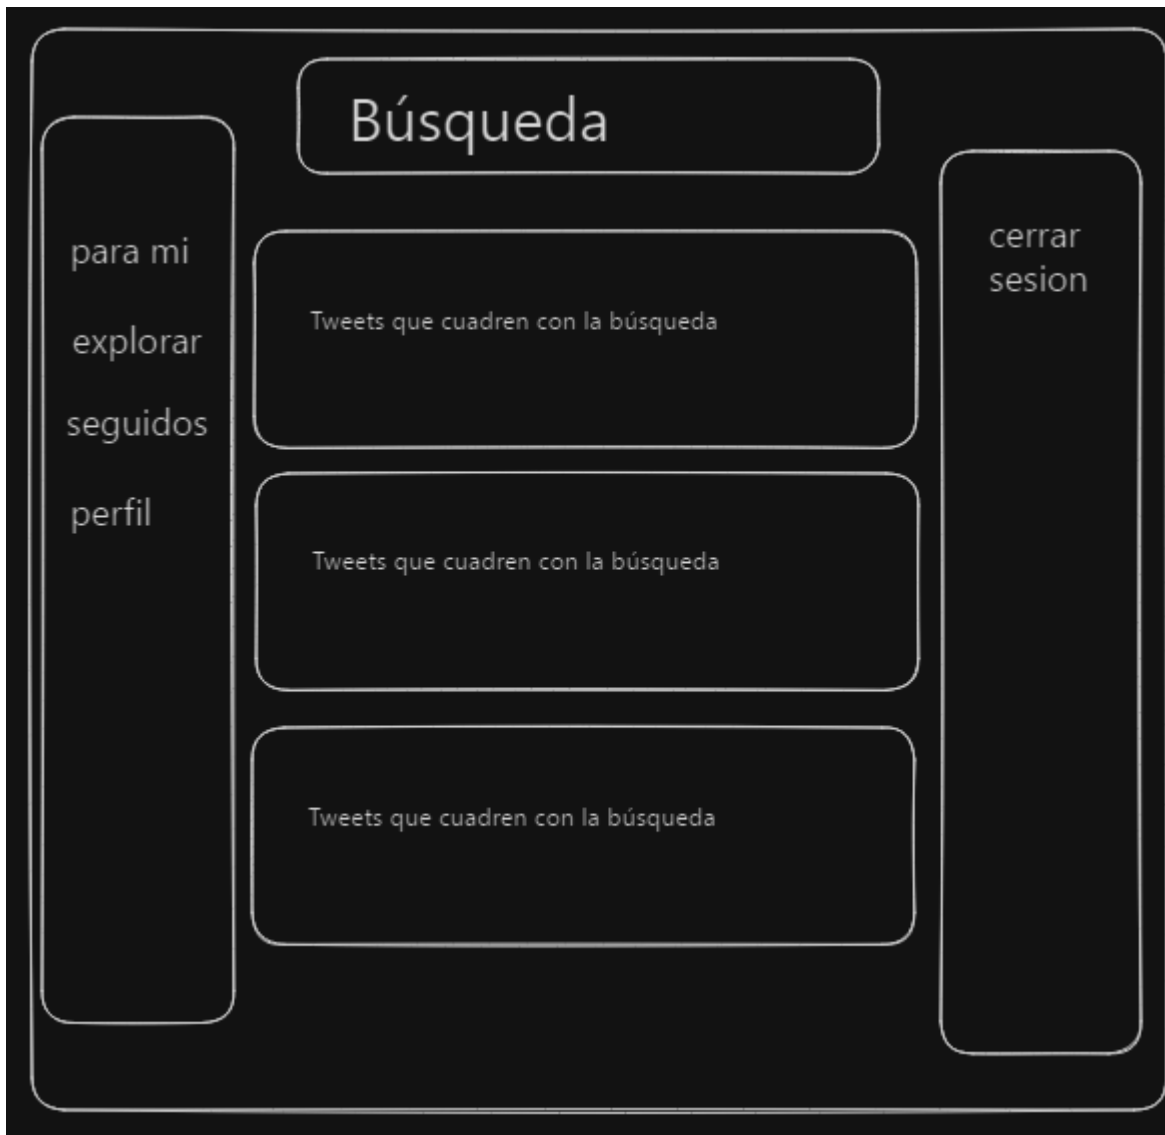 Búsqueda
para mi
explorar
seguidos
perfil
Tweets que cuadren con la búsqueda
Tweets que cuadren con la búsqueda
Tweets que cuadren con la búsqueda
cerrar
sesion